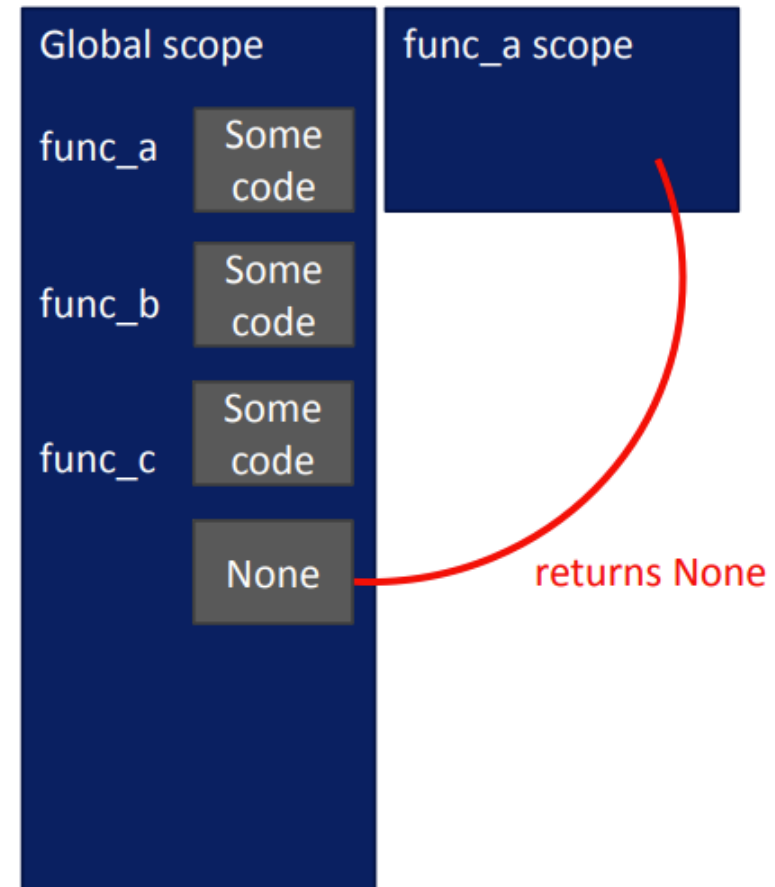 Global scope
func_a scope
func_a
Some
code
func_b
Some
code
func_c
Some
code
None
returns None